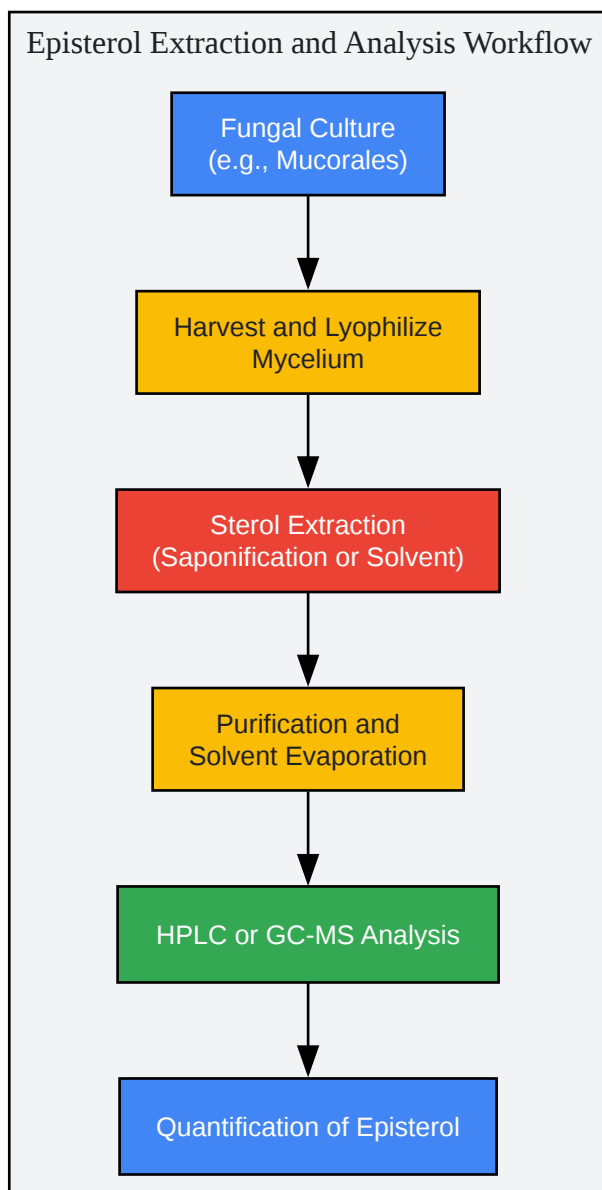 Episterol Extraction and Analysis Workflow
Fungal Culture
(e.g., Mucorales)
Harvest and Lyophilize
Mycelium
Sterol Extraction
(Saponification or Solvent)
Purification and
Solvent Evaporation
HPLC or GC-MS Analysis
Quantification of Episterol